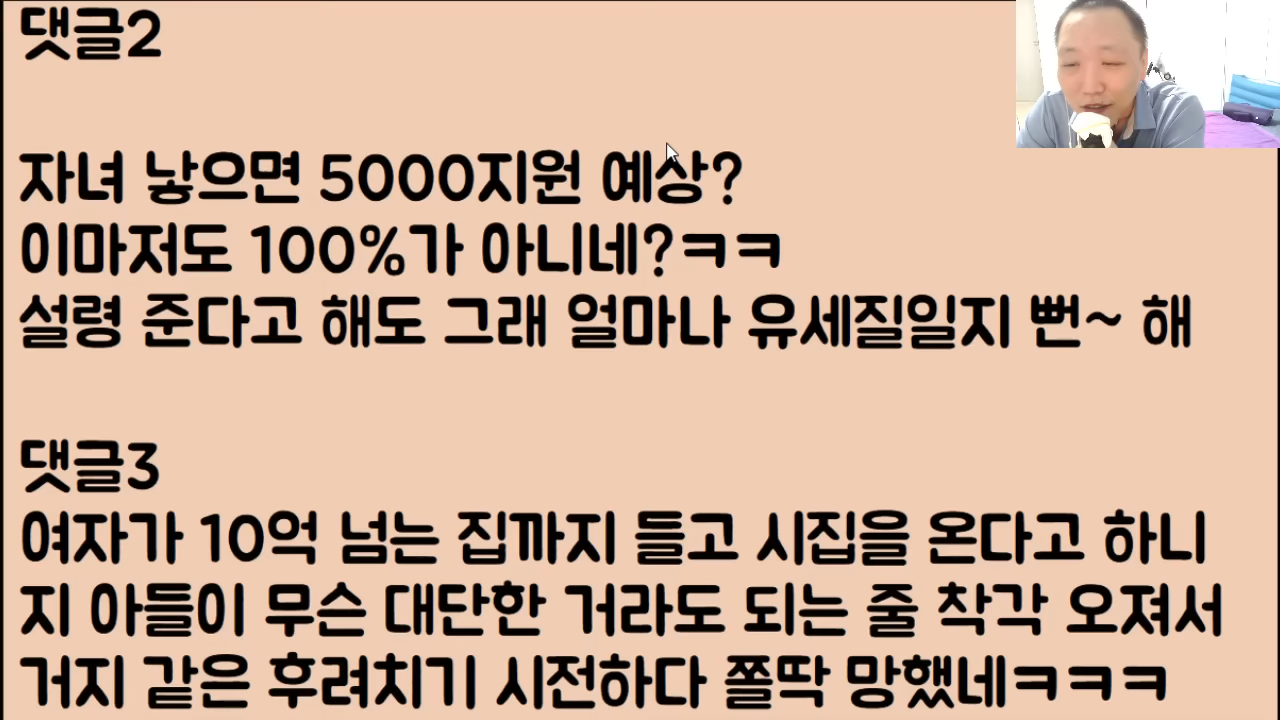 댓글2
자녀 낳으면 5000지원 예상?
이마저도 100%가 아니네?ㅋㅋ
설령 준다고 해도 그래 얼마나 유세질일지 뻔~ 해
댓글3
여자가 10억 넘는 집까지 들고 시집을 온다고 하니
지 아들이 무슨 대단한 거라도 되는 줄 착각 오져서
거지 같은 후려치기 시전하다 쫄딱 망했네ㅋㅋㅋ